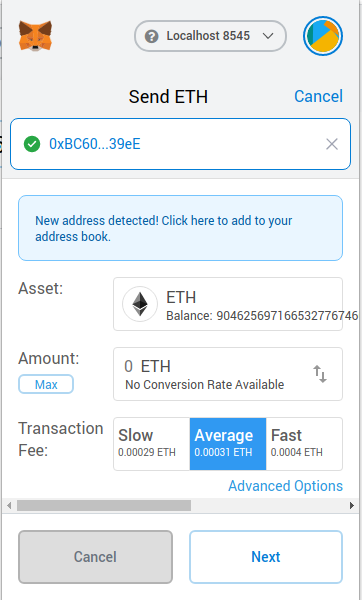 Localhost 8545
Send ETH
Cancel
0xBC60...39eE
New address detected! Click here to add to your
address book.
Asset:
ETH
Balance: 904625697166532776746
Amount:
Max
0 ETH
No Conversion Rate Available
Transaction
Fee:
Slow
0.00029 ETH
Average
0.00031 ETH
Fast
0.0004 ETH
Advanced Options
Cancel
Next